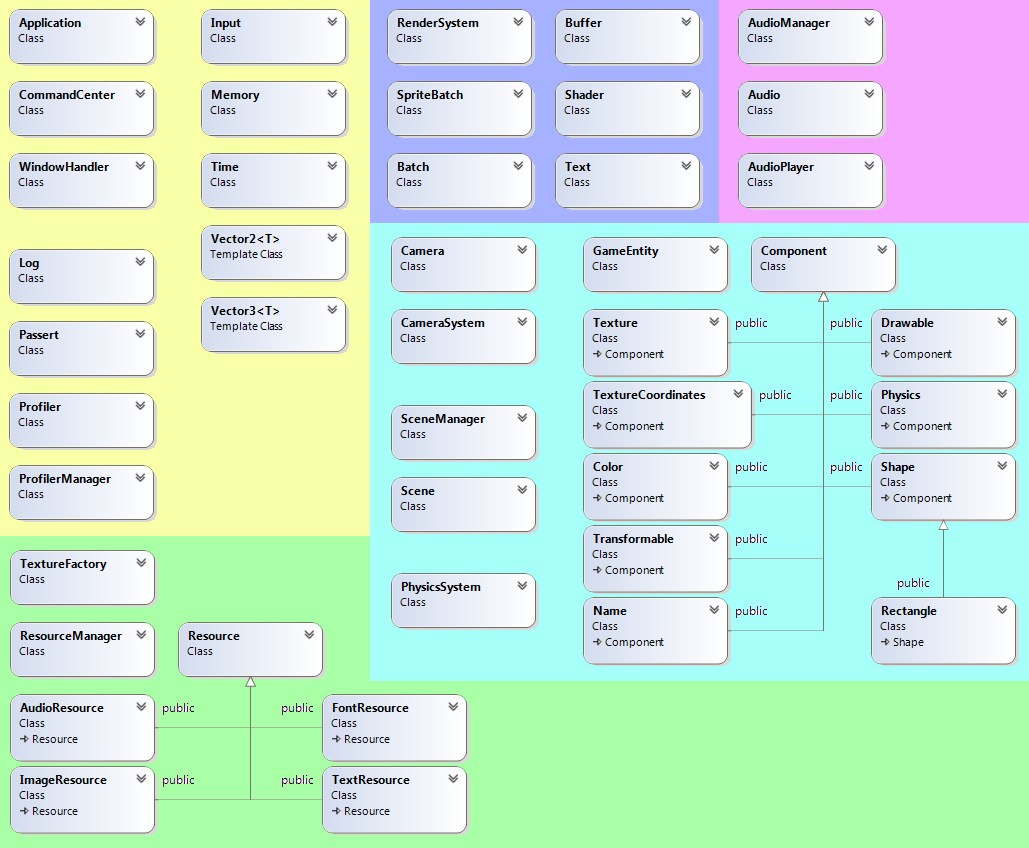 Application
Class
CommandCenter
Class
WindowHandler
Class
Log
Class
Passert
Class
Profiler
Class
ProfilerManager
Class
Input
Class
Memory
Class
Time
Class
Vector2<T>
Template Class
Vector3<T>
Template Class
RenderSystem
Class
SpriteBatch
Class
Batch
Class
Buffer
Class
Shader
Class
Text
Class
AudioManager
Class
Audio
Class
AudioPlayer
Class
Camera
Class
CameraSystem
Class
SceneManager
Class
Scene
Class
PhysicsSystem
Class
GameEntity
Class
Component
Class
Texture
Class
Component
public
public
Drawable
Class
Component
TextureCoordinates
Class
Component
public
public
Physics
Class
Component
Color
Class
Component
public
public
Shape
Class
Component
Transformable
Class
Component
public
Name
Class
Component
public
public
Rectangle
Class
Shape
TextureFactory
Class
ResourceManager
Class
Resource
Class
AudioResource
Class
Resource
public
public
FontResource
Class
Resource
ImageResource
Class
Resource
public
public
TextResource
Class
Resource